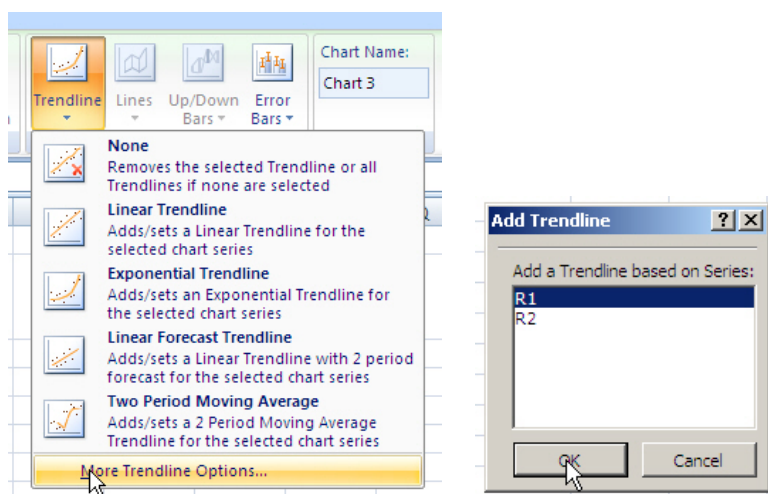 Chart Name:
Chart 3
Trendline Lines Up/Down Error
Bars Bars
None
Removes the selected Trendline or all
Trendlines if none are selected
Linear Trendline
Adds/sets a Linear Trendline for the
selected chart series
Exponential Trendline
Adds/sets an Exponential Trendline for
the selected chart series
Linear Forecast Trendline
Adds/sets a Linear Trendline with 2 period
forecast for the selected chart series
Two Period Moving Average
Adds/sets a 2 Period Moving Average
Trendline for the selected chart series
More Trendline Options...
Add Trendline
Add a Trendline based on Series:
R1
R2
OK Cancel